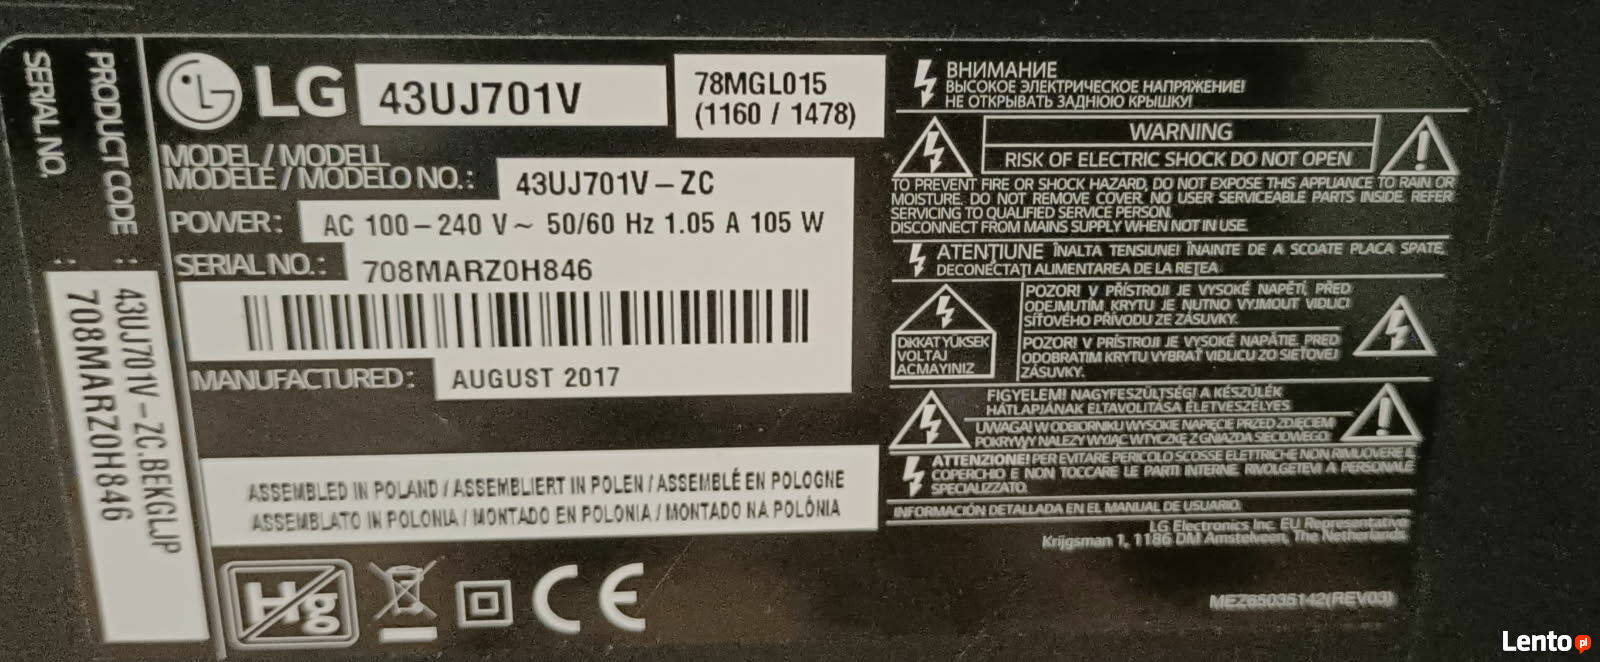 SERIAL NO.
PRODUCT CODE
: :
43UJ701V-ZC.BEKGLJP
708MARZ0H846
LG
43UJ701V
78MGL015
(1160 / 1478)
MODEL / MODELL
MODELE / MODELO NO.:
43UJ701V-ZC
POWER:
AC 100-240 V~ 50/60 Hz 1.05 A 105 W
SERIAL NO.:
708MARZ0H846
MANUFACTURED:
AUGUST 2017
ASSEMBLED IN POLAND / ASSEMBLIERT IN POLEN / ASSEMBLÉ EN POLOGNE
ASSEMBLATO IN POLONIA / MONTADO EN POLONIA / MONTADO NA POLÓNIA
Hg
CE
ВНИМАНИЕ
ВЫСОКОЕ ЭЛЕКТРИЧЕСКОЕ НАПРЯЖЕНИЕ!
НЕ ОТКРЫВАТЬ ЗАДНЮЮ КРЫШКУ!
WARNING
RISK OF ELECTRIC SHOCK DO NOT OPEN
TO PREVENT FIRE OR SHOCK HAZARD, DO NOT EXPOSE THIS APPLIANCE TO RAIN OR
MOISTURE. DO NOT REMOVE COVER. NO USER SERVICEABLE PARTS INSIDE. REFER
SERVICING TO QUALIFIED SERVICE PERSON.
DISCONNECT FROM MAINS SUPPLY WHEN NOT IN USE.
ATENŢIUNE ÎNALTA TENSIUNE! ÎNAINTE DE A SCOATE PLACA SPATE,
DECONECTAŢI ALIMENTAREA DE LA REŢEA.
DIKKAT YÜKSEK
VOLTAJ
ACMAYINIZ
POZOR! V PŘÍSTROJI JE VYSOKÉ NAPĚTÍ, PŘED
ODEJMUTÍM KRYTU JE NUTNO VYJMOUT VIDLICI
SÍŤOVÉHO PŘÍVODU ZE ZÁSUVKY.
POZOR! V PRÍSTROJI JE VYSOKÉ NAPÄTIE, PRED
ODOBRATIM KRYTU VYBRAŤ VIDLICU ZO SIEŤOVEJ
ZÁSUVKY.
FIGYELEM! NAGYFESZÜLTSÉG! A KÉSZÜLÉK
HÁTLAPJÁNAK ELTÁVOLÍTÁSA ÉLETVESZÉLYES
UWAGA! W ODBIORNIKU WYSOKIE NAPIĘCIE PRZED ZDJĘCIEM
POKRYWY NALEŻY WYJĄC WTYCZKĘ Z GNIAZDA SIECIOWEGO.
ATTENZIONE! PER EVITARE PERICOLO SCOSSE ELETTRICHE NON RIMUOVERE IL
COPERCHIO E NON TOCCARE LE PARTI INTERNE. RIVOLGETEVI A PERSONALE
SPECIALIZZATO.
INFORMACIÓN DETALLADA EN EL MANUAL DE USUARIO.
LG Electronics Inc. EU Representative
Krijgsman 1, 1186 DM Amstelveen, The Netherlands
MEZ65035142(REV03)
Lento pl